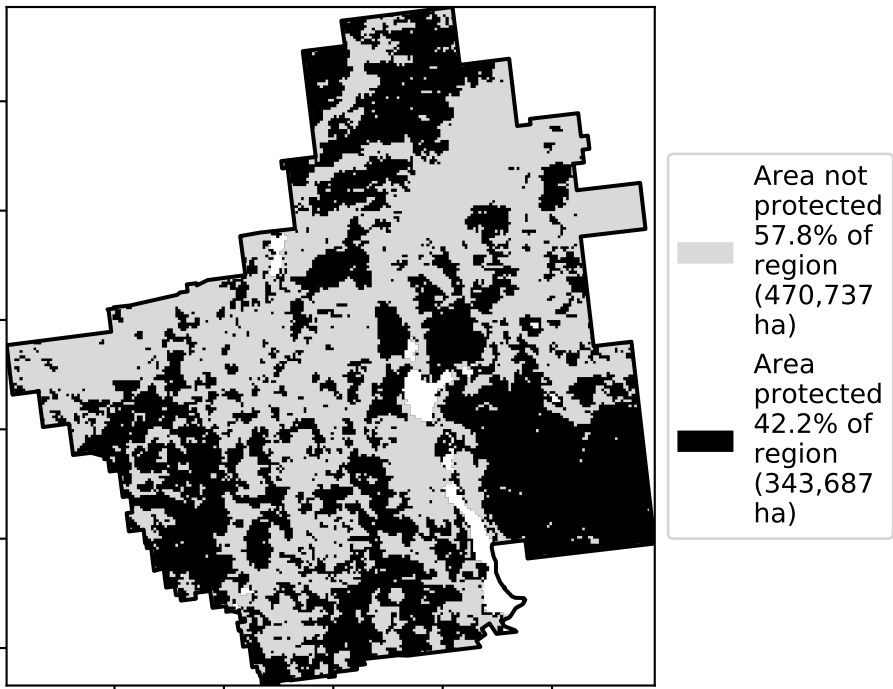 Area not
protected
57.8% of
region
(470,737
ha)
Area
protected
42.2% of
region
(343,687
ha)